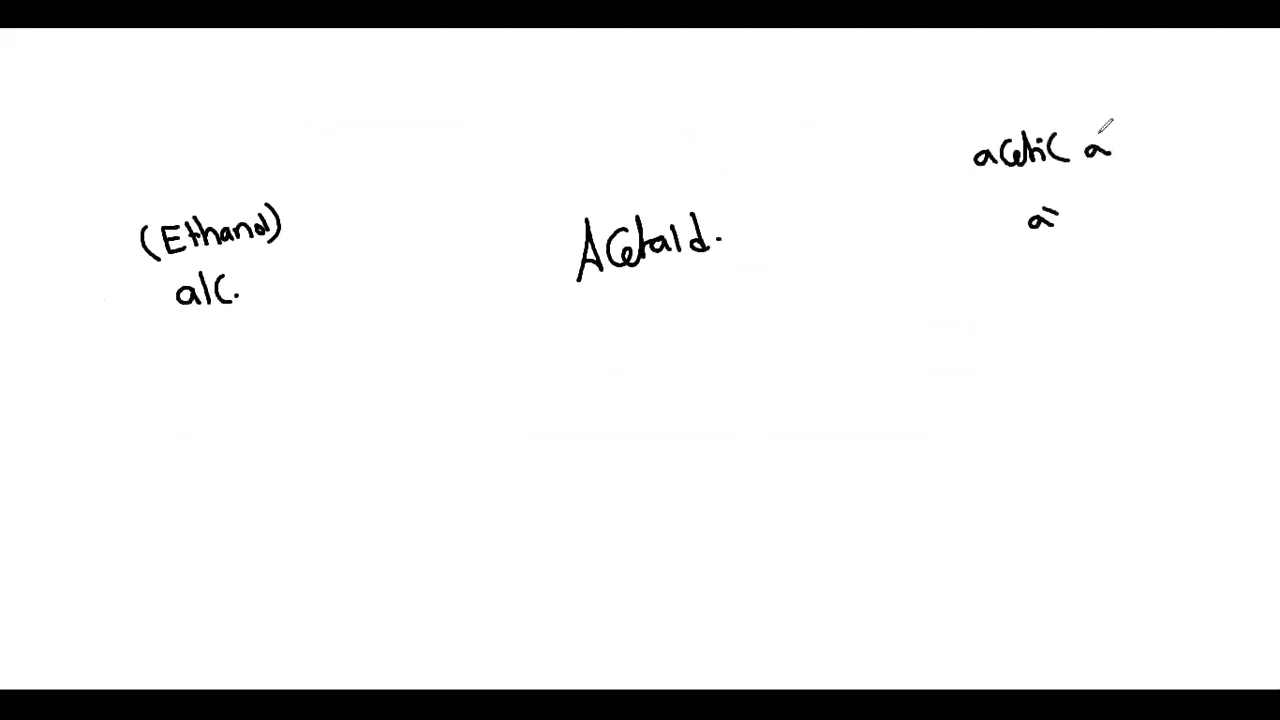 acetic a
a
(Ethanol)
alc.
Acetald.